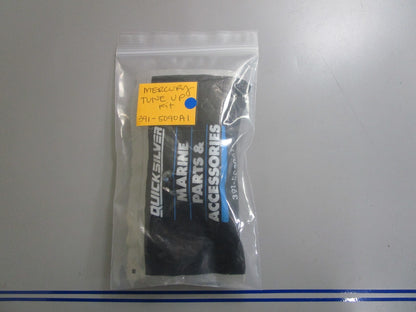 MERCURY
TUNE UP
Kit
391-5090A1
QUICKSILVER
MARINE
PARTS &
ACCESSORIES